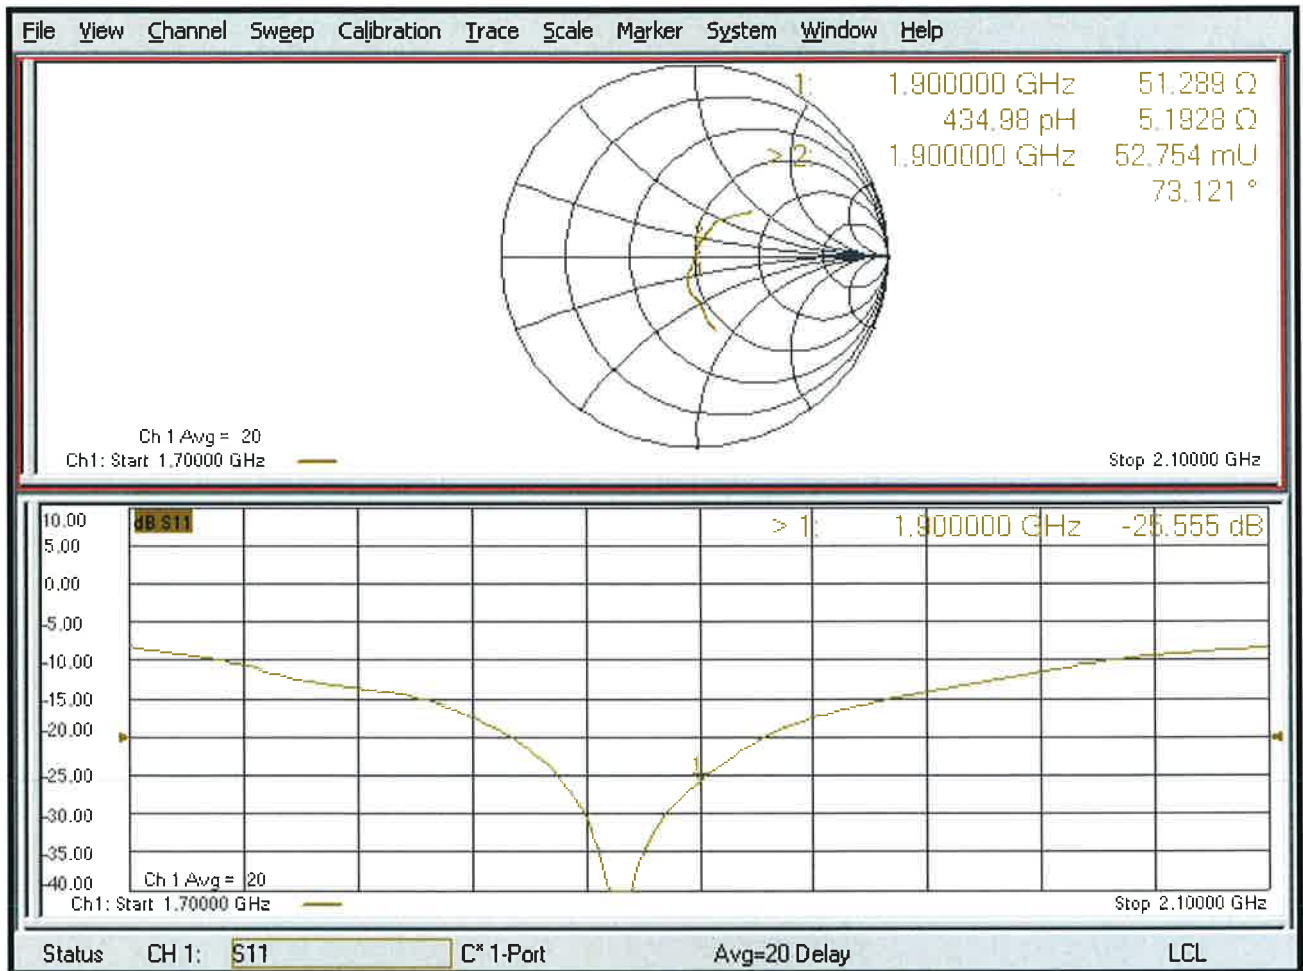 File View Channel Sweep Calibration Trace Scale Marker System Window Help
1: 1.900000 GHz 51.289 Ω
434.98 pH 5.1928 Ω
> 2: 1.900000 GHz 52.754 mU
73.121 °
Ch 1 Avg = 20
Ch1: Start 1.70000 GHz
Stop 2.10000 GHz
10.00
dB S11
> 1: 1.900000 GHz -25.555 dB
5.00
0.00
-5.00
-10.00
-15.00
-20.00
-25.00
1
-30.00
-35.00
-40.00
Ch 1 Avg = 20
Ch1: Start 1.70000 GHz
Stop 2.10000 GHz
Status CH 1: S11 C* 1-Port Avg=20 Delay LCL